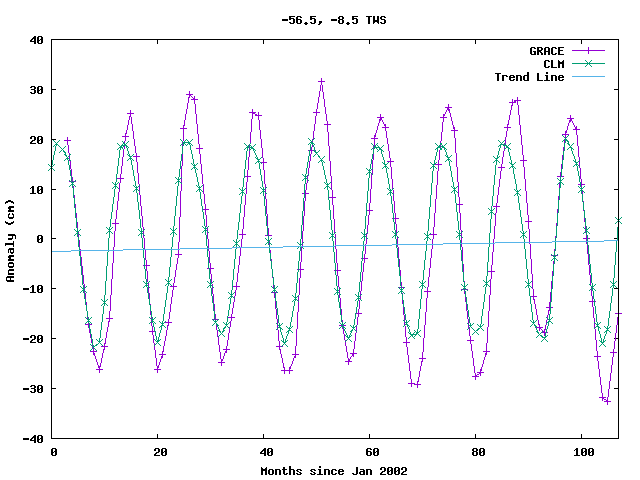 -56.5, -8.5 TWS
GRACE
CLM
Trend Line
Anomaly (cm)
40
30
20
10
0
-10
-20
-30
-40
0 20 40 60 80 100
Months since Jan 2002